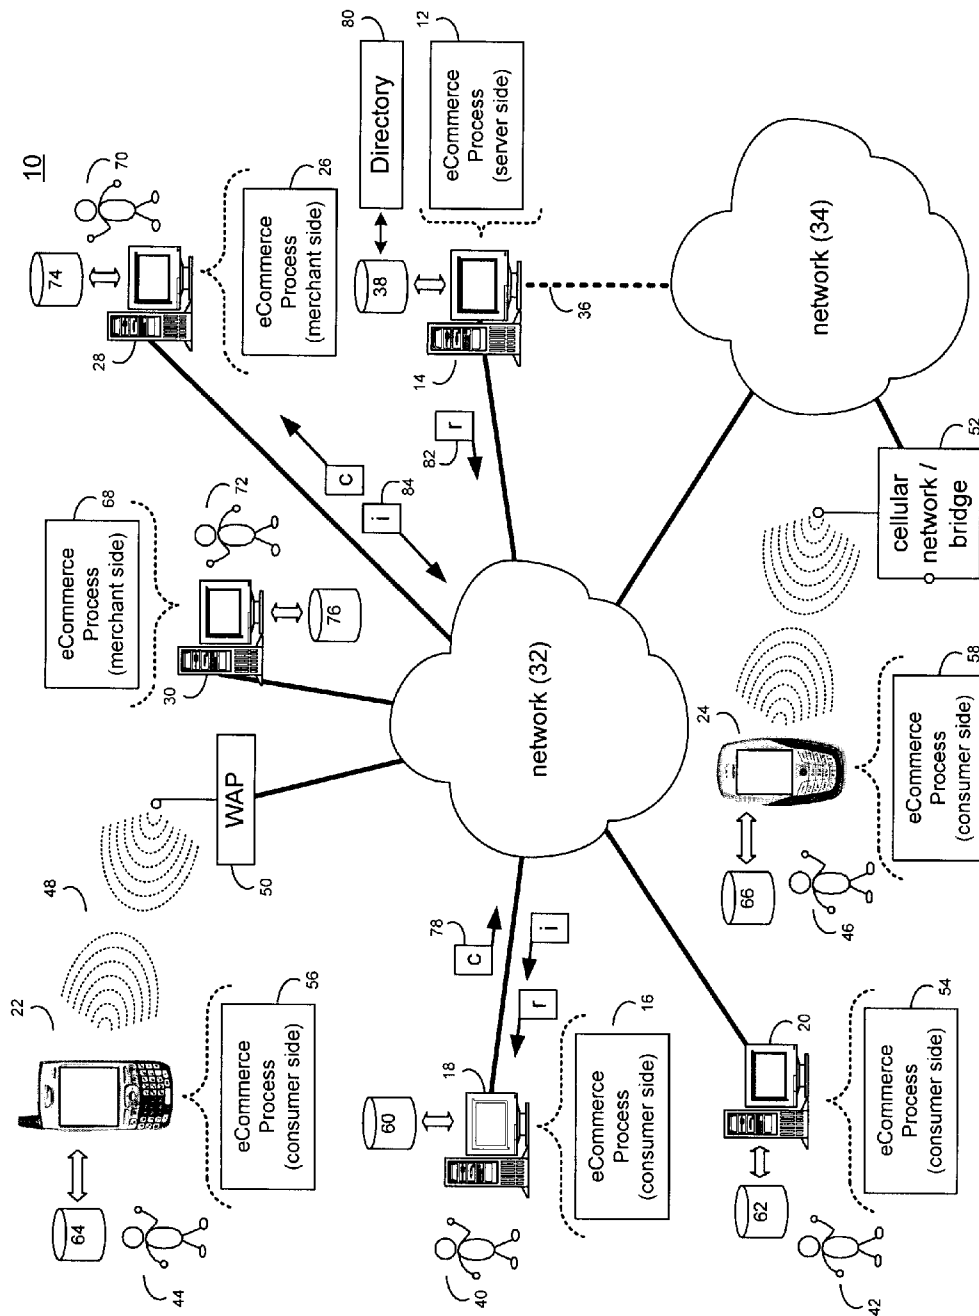 10
22
64
44
48
56
eCommerce
Process
(consumer side)
WAP
50
68
eCommerce
Process
(merchant side)
30
76
72
74
70
28
26
eCommerce
Process
(merchant side)
60
18
40
16
eCommerce
Process
(consumer side)
78
c
i
r
network (32)
c
i
84
r
82
14
38
80
Directory
12
eCommerce
Process
(server side)
36
62
42
20
54
eCommerce
Process
(consumer side)
66
46
24
58
eCommerce
Process
(consumer side)
52
cellular
network /
bridge
network (34)